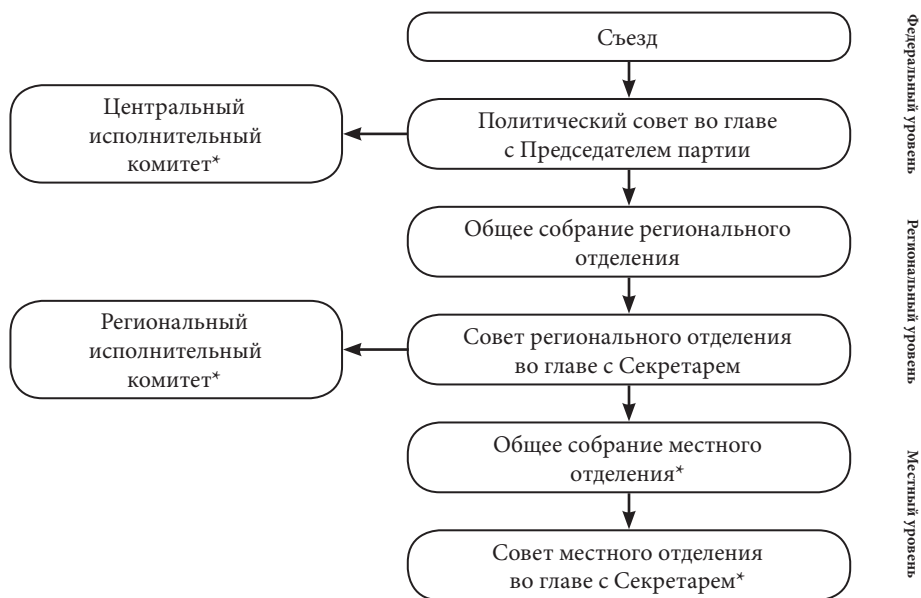 Съезд
Центральный
исполнительный
комитет*
Политический совет во главе
с Председателем партии
Федеральный уровень
Общее собрание регионального
отделения
Региональный
исполнительный
комитет*
Совет регионального отделения
во главе с Секретарем
Региональный уровень
Общее собрание местного
отделения*
Совет местного отделения
во главе с Секретарем*
Местный уровень